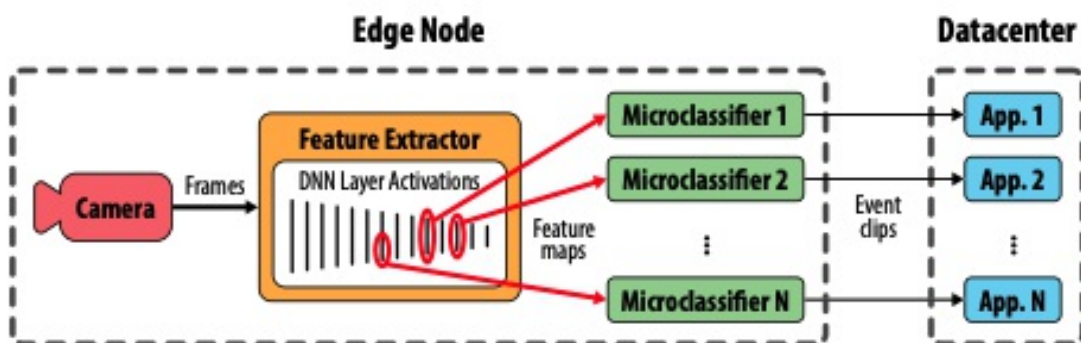 Edge Node
Datacenter
Feature Extractor
DNN Layer Activations
Camera
Frames
Feature
maps
Microclassifier 1
Microclassifier 2
⋮
Microclassifier N
Event
clips
App. 1
App. 2
⋮
App. N